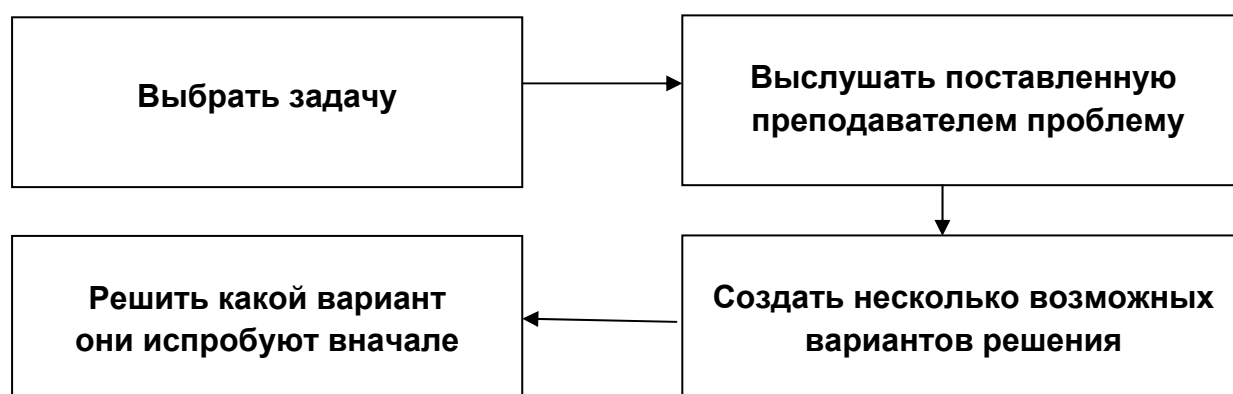 Выбрать задачу
Выслушать поставленную
преподавателем проблему
Создать несколько возможных
вариантов решения
Решить какой вариант
они испробуют вначале